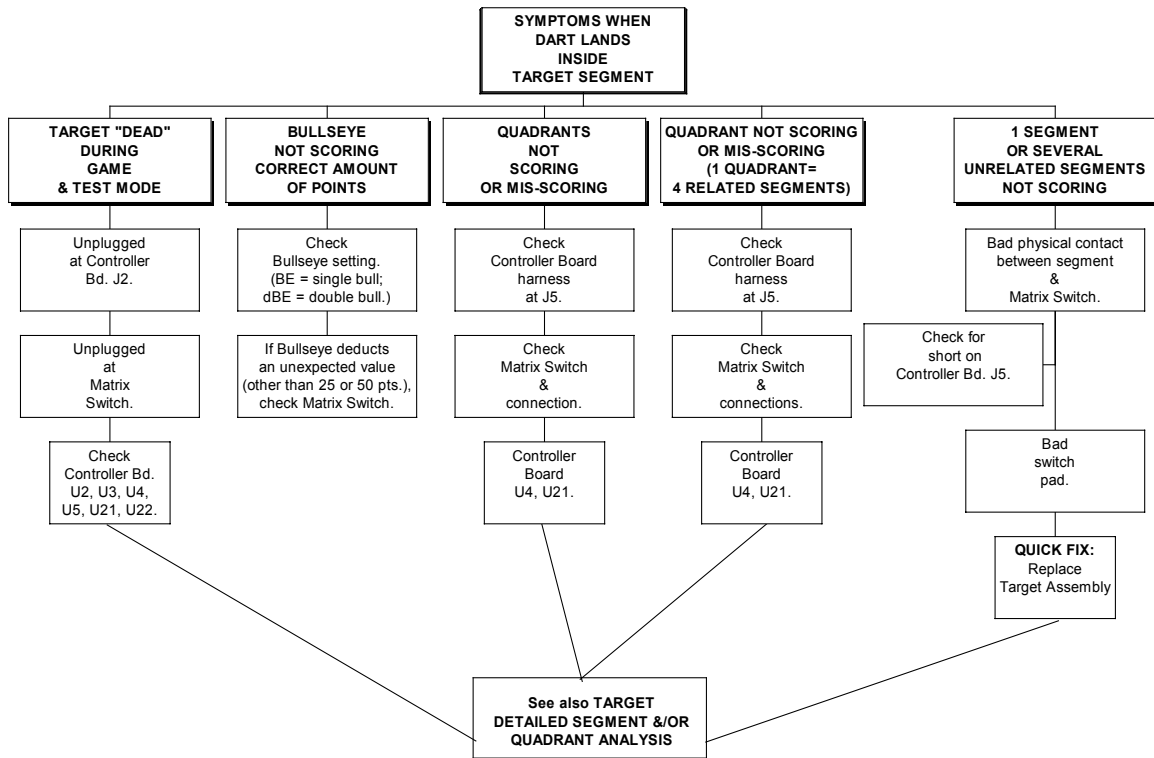 SYMPTOMS WHEN
DART LANDS
INSIDE
TARGET SEGMENT
TARGET "DEAD"
DURING
GAME
& TEST MODE
BULLSEYE
NOT SCORING
CORRECT AMOUNT
OF POINTS
QUADRANTS
NOT
SCORING
OR MIS-SCORING
QUADRANT NOT SCORING
OR MIS-SCORING
(1 QUADRANT=
4 RELATED SEGMENTS)
1 SEGMENT
OR SEVERAL
UNRELATED SEGMENTS
NOT SCORING
Unplugged
at Controller
Bd. J2.
Check
Bullseye setting.
(BE = single bull;
dBE = double bull.)
Check
Controller Board
harness
at J5.
Check
Controller Board
harness
at J5.
Bad physical contact
between segment
&
Matrix Switch.
Unplugged
at
Matrix
Switch.
If Bullseye deducts
an unexpected value
(other than 25 or 50 pts.),
check Matrix Switch.
Check
Matrix Switch
&
connection.
Check
Matrix Switch
&
connections.
Check for
short on
Controller Bd. J5.
Check
Controller Bd.
U2, U3, U4,
U5, U21, U22.
Controller
Board
U4, U21.
Controller
Board
U4, U21.
Bad
switch
pad.
QUICK FIX:
Replace
Target Assembly
See also TARGET
DETAILED SEGMENT &/OR
QUADRANT ANALYSIS